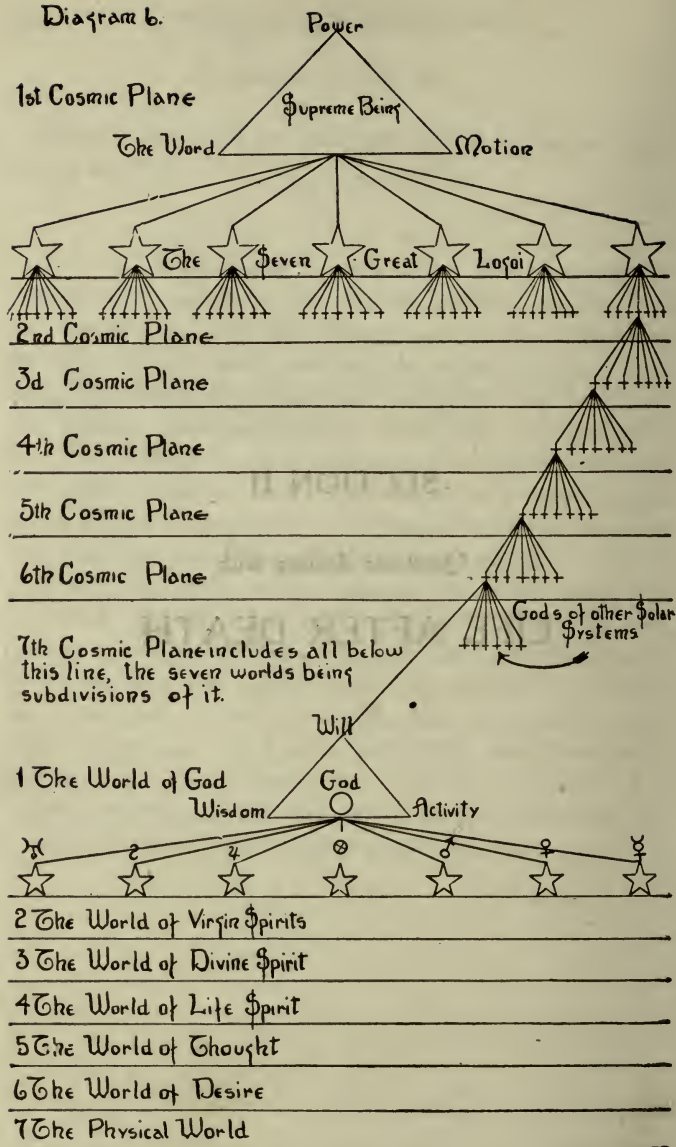 Diagram 6.
Power
1st Cosmic Plane
Supreme Being
The Word
Motion
The Seven Great Logoi
2nd Cosmic Plane
3d Cosmic Plane
4th Cosmic Plane
5th Cosmic Plane
6th Cosmic Plane
Gods of other Solar
Systems
7th Cosmic Plane includes all below
this line, the seven worlds being
subdivisions of it.
Will
1 The World of God
God
Wisdom
Activity
2 The World of Virgin Spirits
3 The World of Divine Spirit
4 The World of Life Spirit
5 The World of Thought
6 The World of Desire
7 The Physical World